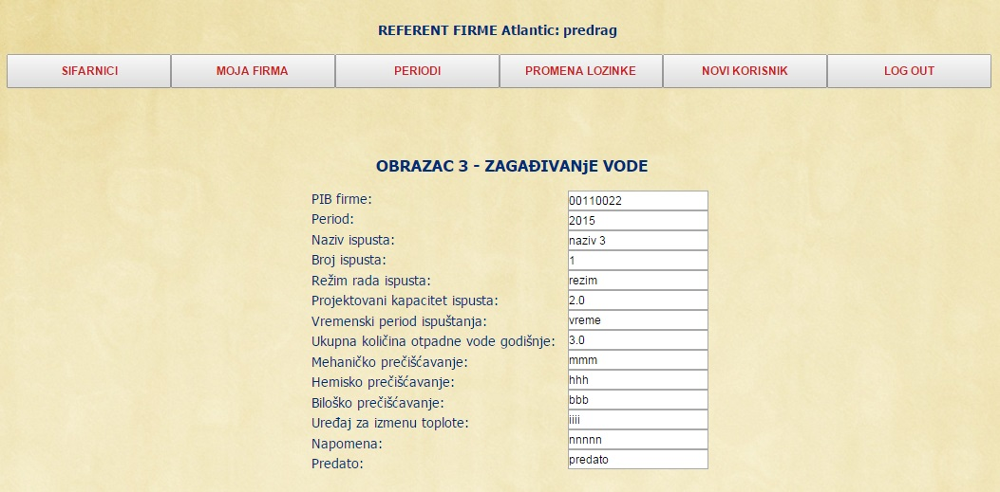 REFERENT FIRME Atlantic: predrag
SIFARNICI MOJA FIRMA PERIODI PROMENA LOZINKE NOVI KORISNIK LOG OUT
OBRAZAC 3 - ZAGAĐIVANjE VODE
PIB firme: 00110022
Period: 2015
Naziv ispusta: naziv 3
Broj ispusta: 1
Režim rada ispusta: rezim
Projektovani kapacitet ispusta: 2.0
Vremenski period ispuštanja: vreme
Ukupna količina otpadne vode godišnje: 3.0
Mehaničko prečišćavanje: mmm
Hemisko prečišćavanje: hhh
Biloško prečišćavanje: bbb
Uređaj za izmenu toplote: iiii
Napomena: nnnnn
Predato: predato